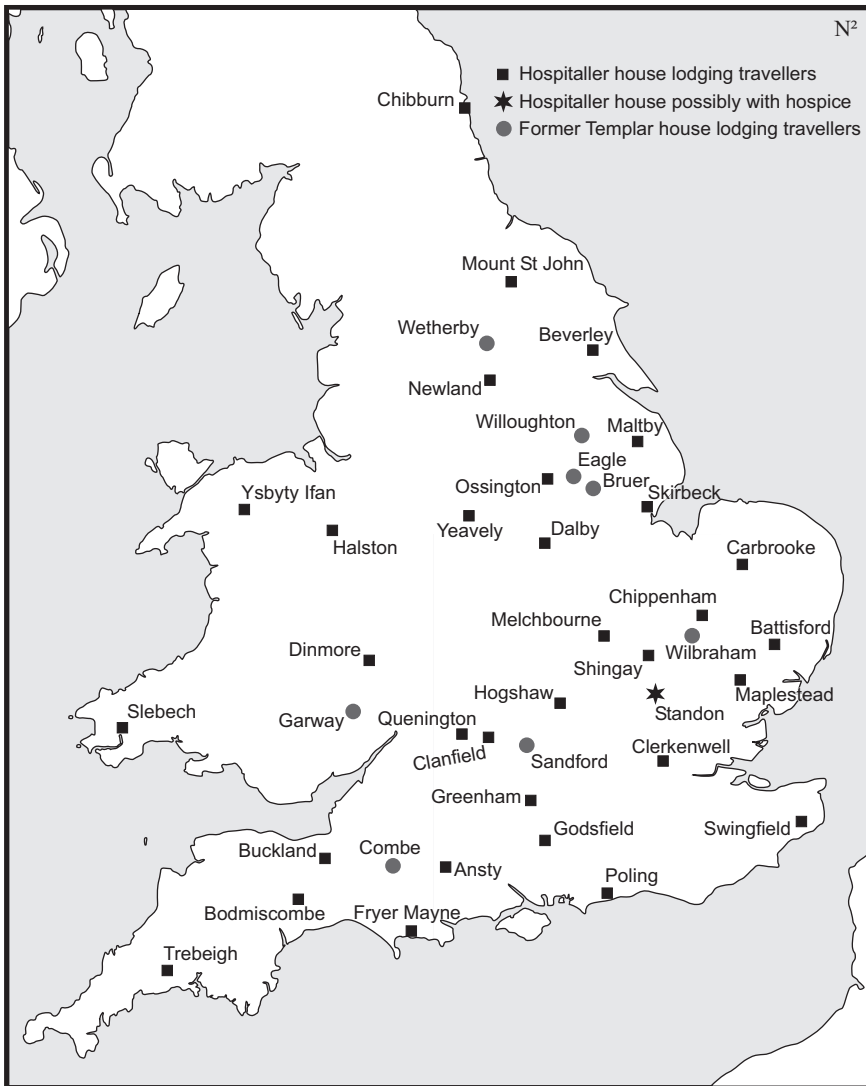 N²
Hospitaller house lodging travellers
Hospitaller house possibly with hospice
Former Templar house lodging travellers
Chibburn
Mount St John
Wetherby
Beverley
Newland
Willoughton
Maltby
Eagle
Ossington
Bruer
Skirbeck
Ysbyty Ifan
Yeavely
Halston
Dalby
Carbrooke
Chippenham
Melchbourne
Battisford
Dinmore
Wilbraham
Shingay
Hogshaw
Maplestead
Slebech
Garway
Quenington
Standon
Clanfield
Sandford
Clerkenwell
Greenham
Swingfield
Godsfield
Buckland
Combe
Ansty
Poling
Bodmiscombe
Fryer Mayne
Trebeigh